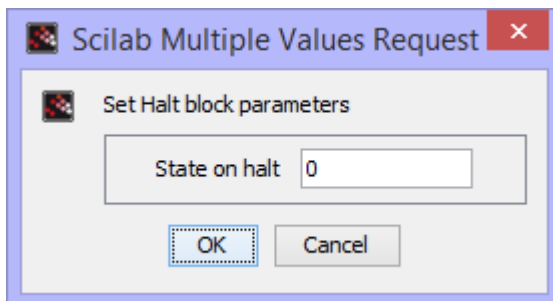 Scilab Multiple Values Request
Set Halt block parameters
State on halt 0
OK Cancel